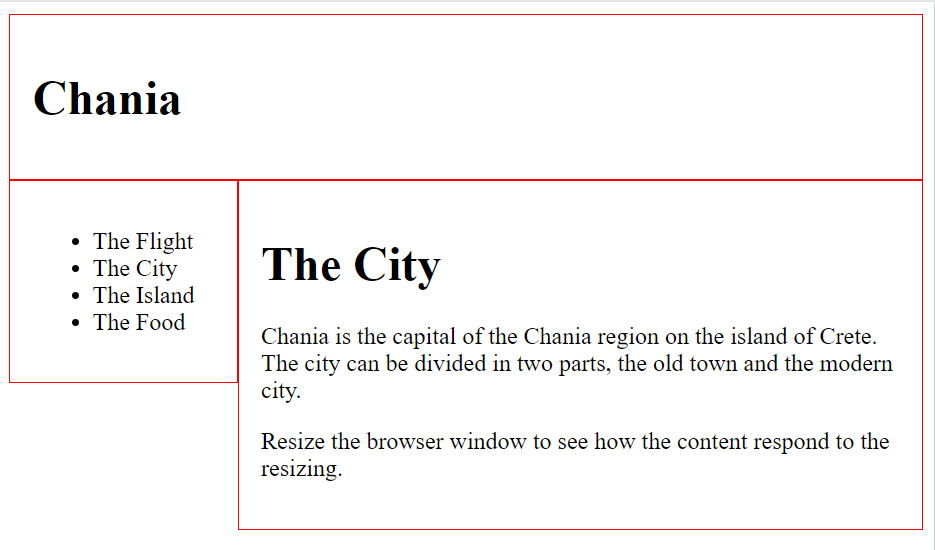 Chania
The Flight
The City
The Island
The Food
The City
Chania is the capital of the Chania region on the island of Crete.
The city can be divided in two parts, the old town and the modern
city.
Resize the browser window to see how the content respond to the
resizing.